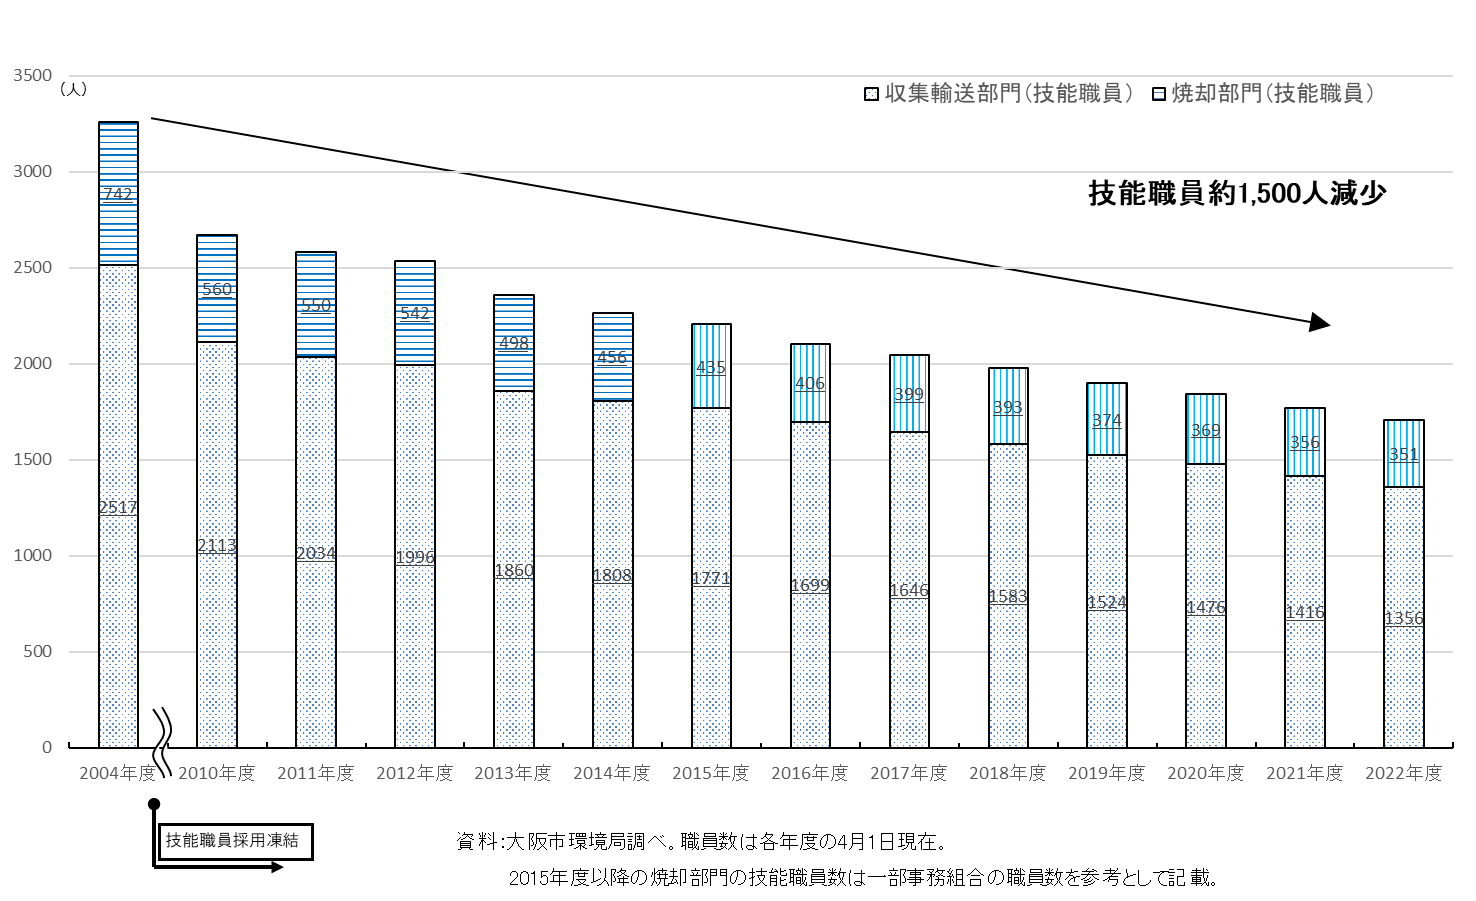 3500
（人）
収集輸送部門（技能職員） 焼却部門（技能職員）
3000
技能職員約1,500人減少
2500
2000
1500
1000
500
0
742 560 550 542 498 456 435 406 399 393 374 369 356 351
2517 2113 2034 1996 1860 1808 1771 1699 1646 1583 1524 1476 1416 1356
2004年度 2010年度 2011年度 2012年度 2013年度 2014年度 2015年度 2016年度 2017年度 2018年度 2019年度 2020年度 2021年度 2022年度
技能職員採用凍結
資料：大阪市環境局調べ。職員数は各年度の4月1日現在。
2015年度以降の焼却部門の技能職員数は一部事務組合の職員数を参考として記載。